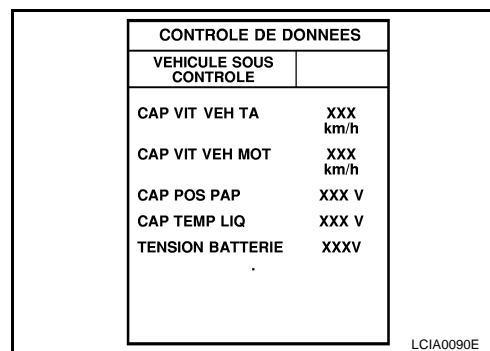 CONTROLE DE DONNEES
VEHICULE SOUS
CONTROLE
CAP VIT VEH TA XXX
km/h
CAP VIT VEH MOT XXX
km/h
CAP POS PAP XXX V
CAP TEMP LIQ XXX V
TENSION BATTERIE XXXV
LCIA0090E